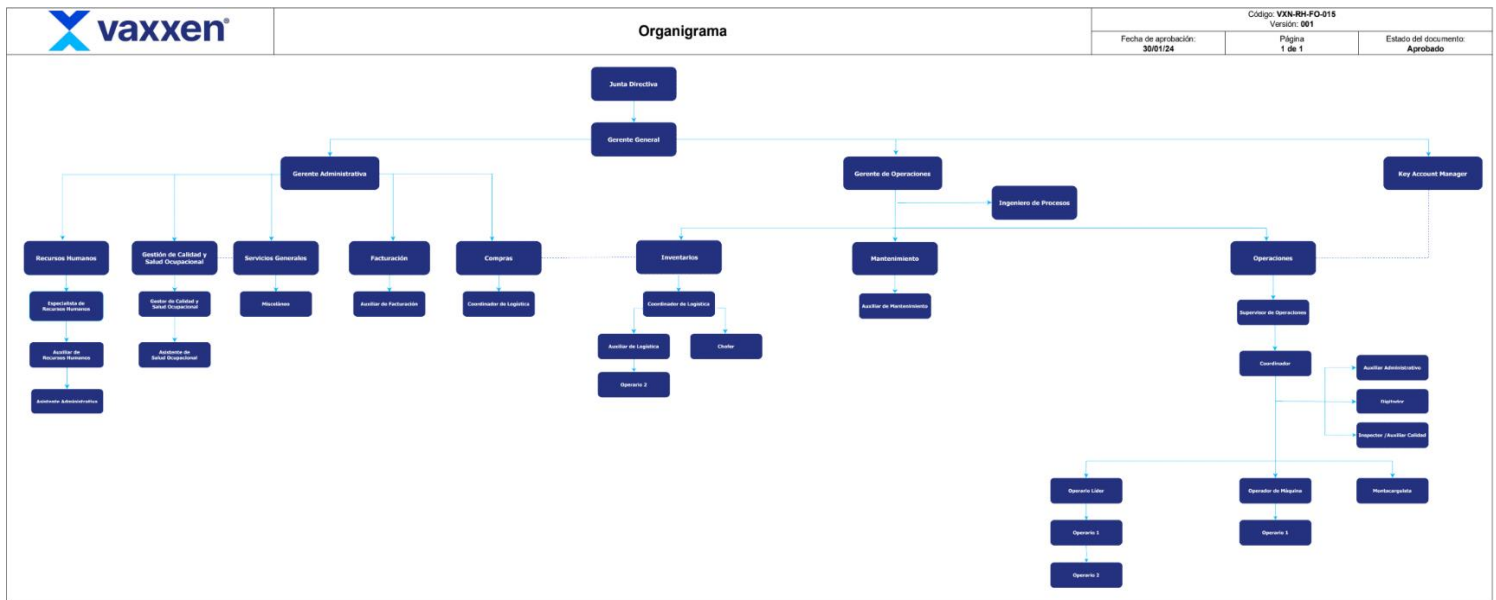 vaxxen®
Organigrama
Código: VXN-RH-FO-015
Versión: 001
Fecha de aprobación:
30/01/24
Página
1 de 1
Estado del documento:
Aprobado
Junta Directiva
Gerente General
Gerente Administrativa
Gerente de Operaciones
Key Account Manager
Ingeniero de Procesos
Recursos Humanos
Gestión de Calidad y
Salud Ocupacional
Servicios Generales
Facturación
Compras
Inventarios
Mantenimiento
Operaciones
Especialista de
Recursos Humanos
Gestor de Calidad y
Salud Ocupacional
Misceláneo
Auxiliar de Facturación
Coordinador de Logística
Coordinador de Logística
Auxiliar de Mantenimiento
Supervisor de Operaciones
Auxiliar de
Recursos Humanos
Asistente de
Salud Ocupacional
Auxiliar de Logística
Chofer
Coordinador
Auxiliar Administrativo
Asistente Administrativo
Operario 2
Digitador
Inspector /Auxiliar Calidad
Operario Líder
Operador de Máquina
Montacarguista
Operario 1
Operario 1
Operario 2